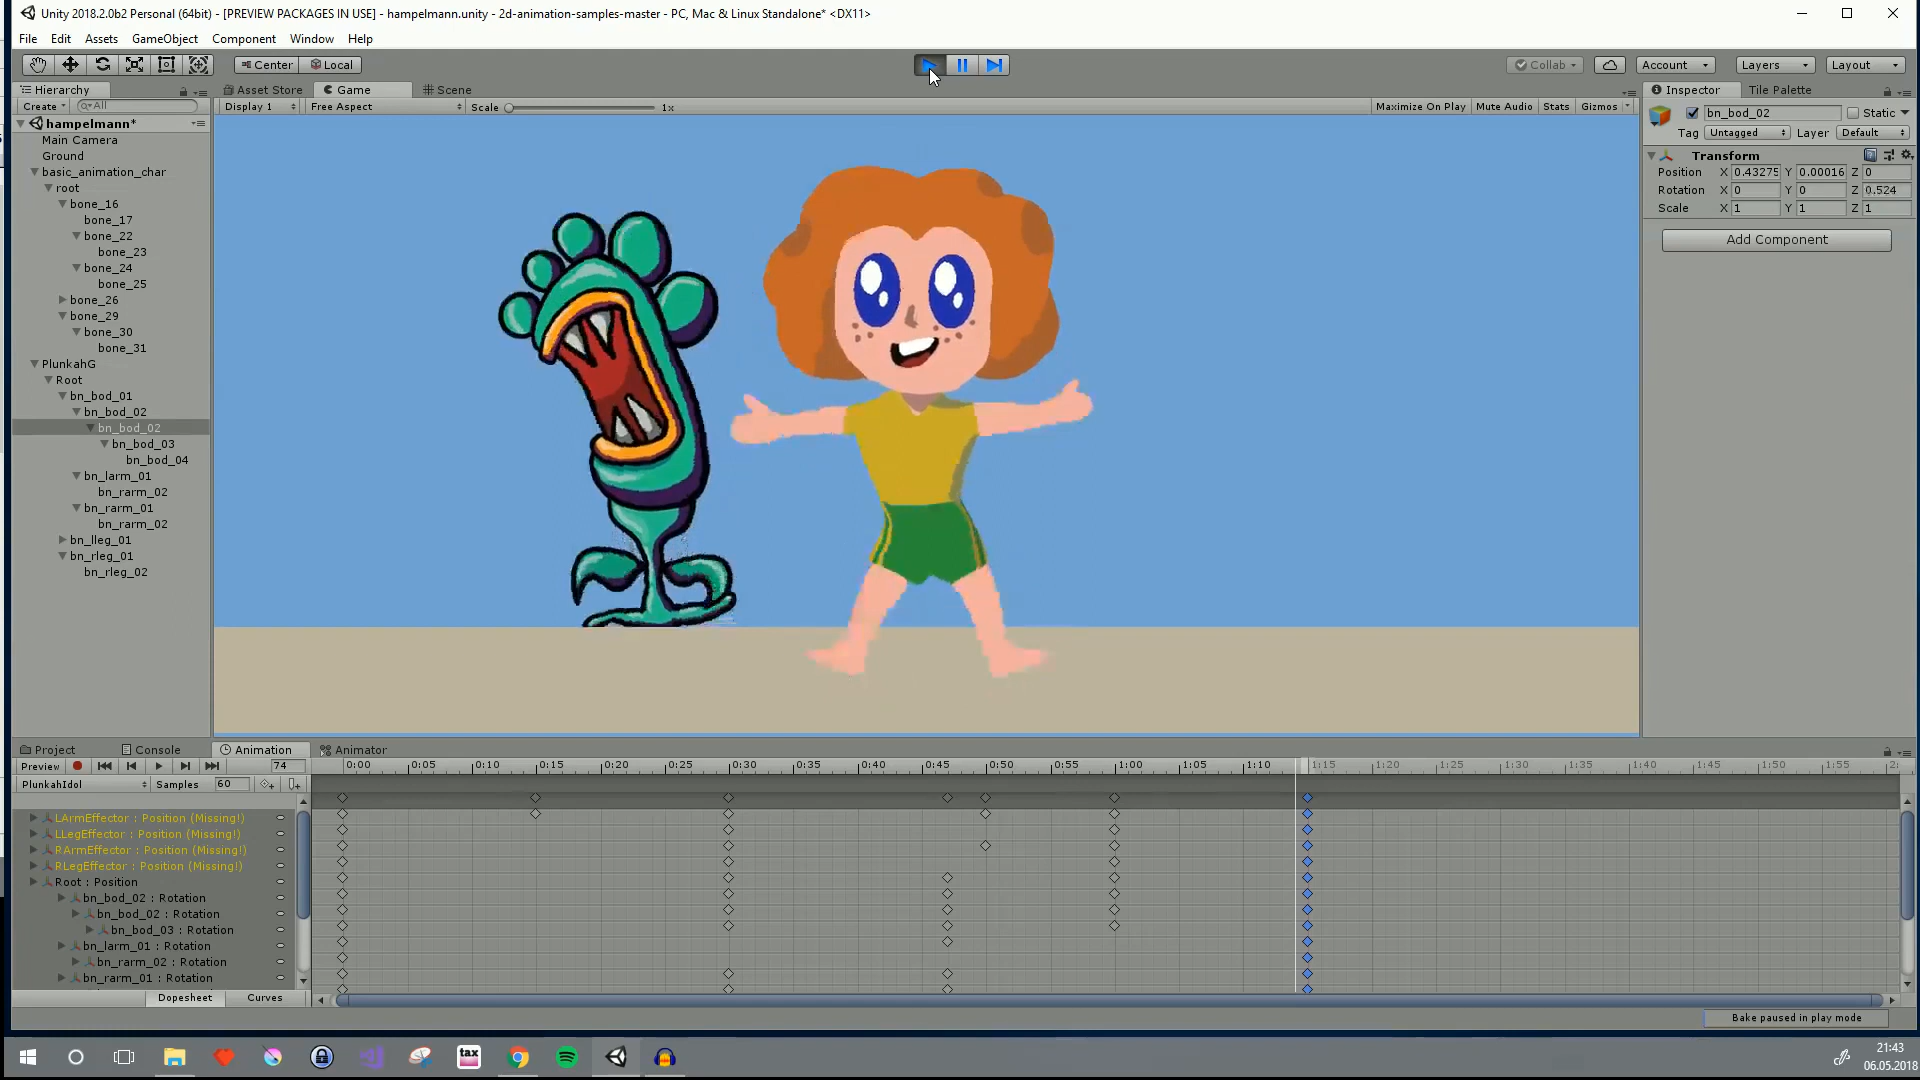 Unity 2018.2.0b2 Personal (64bit) - [PREVIEW PACKAGES IN USE] - hampelmann.unity - 2d-animation-samples-master - PC, Mac & Linux Standalone* <DX11>
File Edit Assets GameObject Component Window Help
Center Local Collab Account Layers Layout
Hierarchy Asset Store Game Scene Inspector Tile Palette
Create All Display 1 Free Aspect Scale 1x Maximize On Play Mute Audio Stats Gizmos
bn_bod_02 Static
Tag Untagged Layer Default
Transform
Position X 0.43275 Y 0.00016 Z 0
Rotation X 0 Y 0 Z 0.524
Scale X 1 Y 1 Z 1
Add Component
hampelmann*
Main Camera
Ground
basic_animation_char
root
bone_16
bone_17
bone_22
bone_23
bone_24
bone_25
bone_26
bone_29
bone_30
bone_31
PlunkahG
Root
bn_bod_01
bn_bod_02
bn_bod_02
bn_bod_03
bn_bod_04
bn_larm_01
bn_rarm_02
bn_rarm_01
bn_rarm_02
bn_lleg_01
bn_rleg_01
bn_rleg_02
Project Console Animation Animator
Preview 74 0:00 0:05 0:10 0:15 0:20 0:25 0:30 0:35 0:40 0:45 0:50 0:55 1:00 1:05 1:10 1:15 1:20 1:25 1:30 1:35 1:40 1:45 1:50 1:55
PlunkahIdol Samples 60
LArmEffector : Position (Missing!)
LLegEffector : Position (Missing!)
RArmEffector : Position (Missing!)
RLegEffector : Position (Missing!)
Root : Position
bn_bod_02 : Rotation
bn_bod_02 : Rotation
bn_bod_03 : Rotation
bn_larm_01 : Rotation
bn_rarm_02 : Rotation
bn_rarm_01 : Rotation
Dopesheet Curves
Bake paused in play mode
tax
21:43
06.05.2018